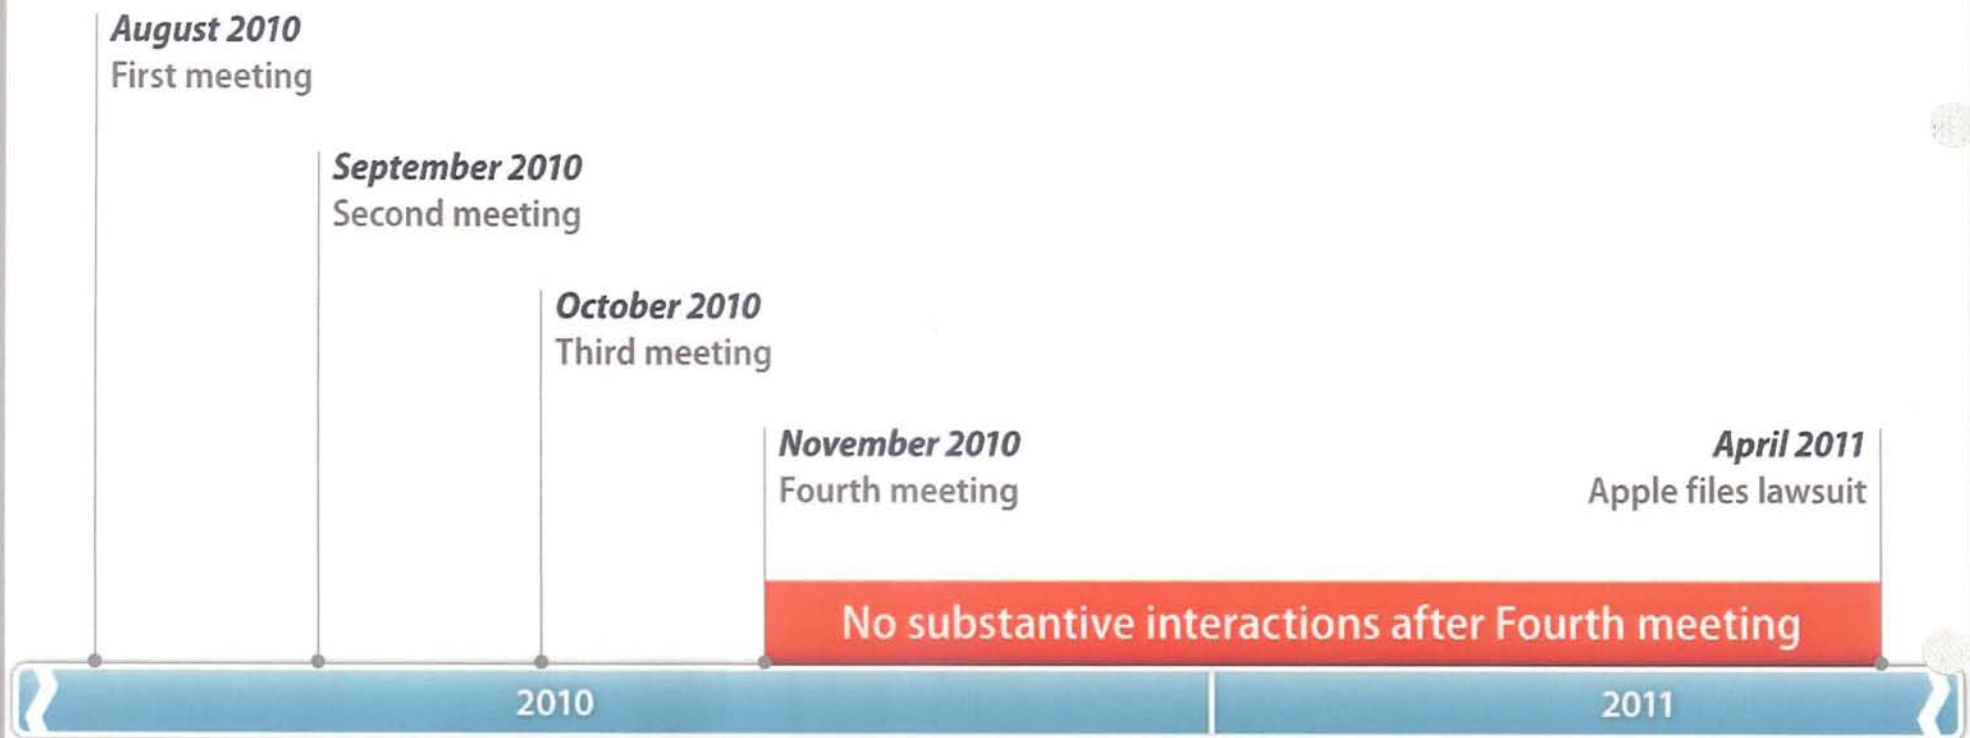 August 2010
First meeting
September 2010
Second meeting
October 2010
Third meeting
November 2010
Fourth meeting
April 2011
Apple files lawsuit
No substantive interactions after Fourth meeting
2010
2011